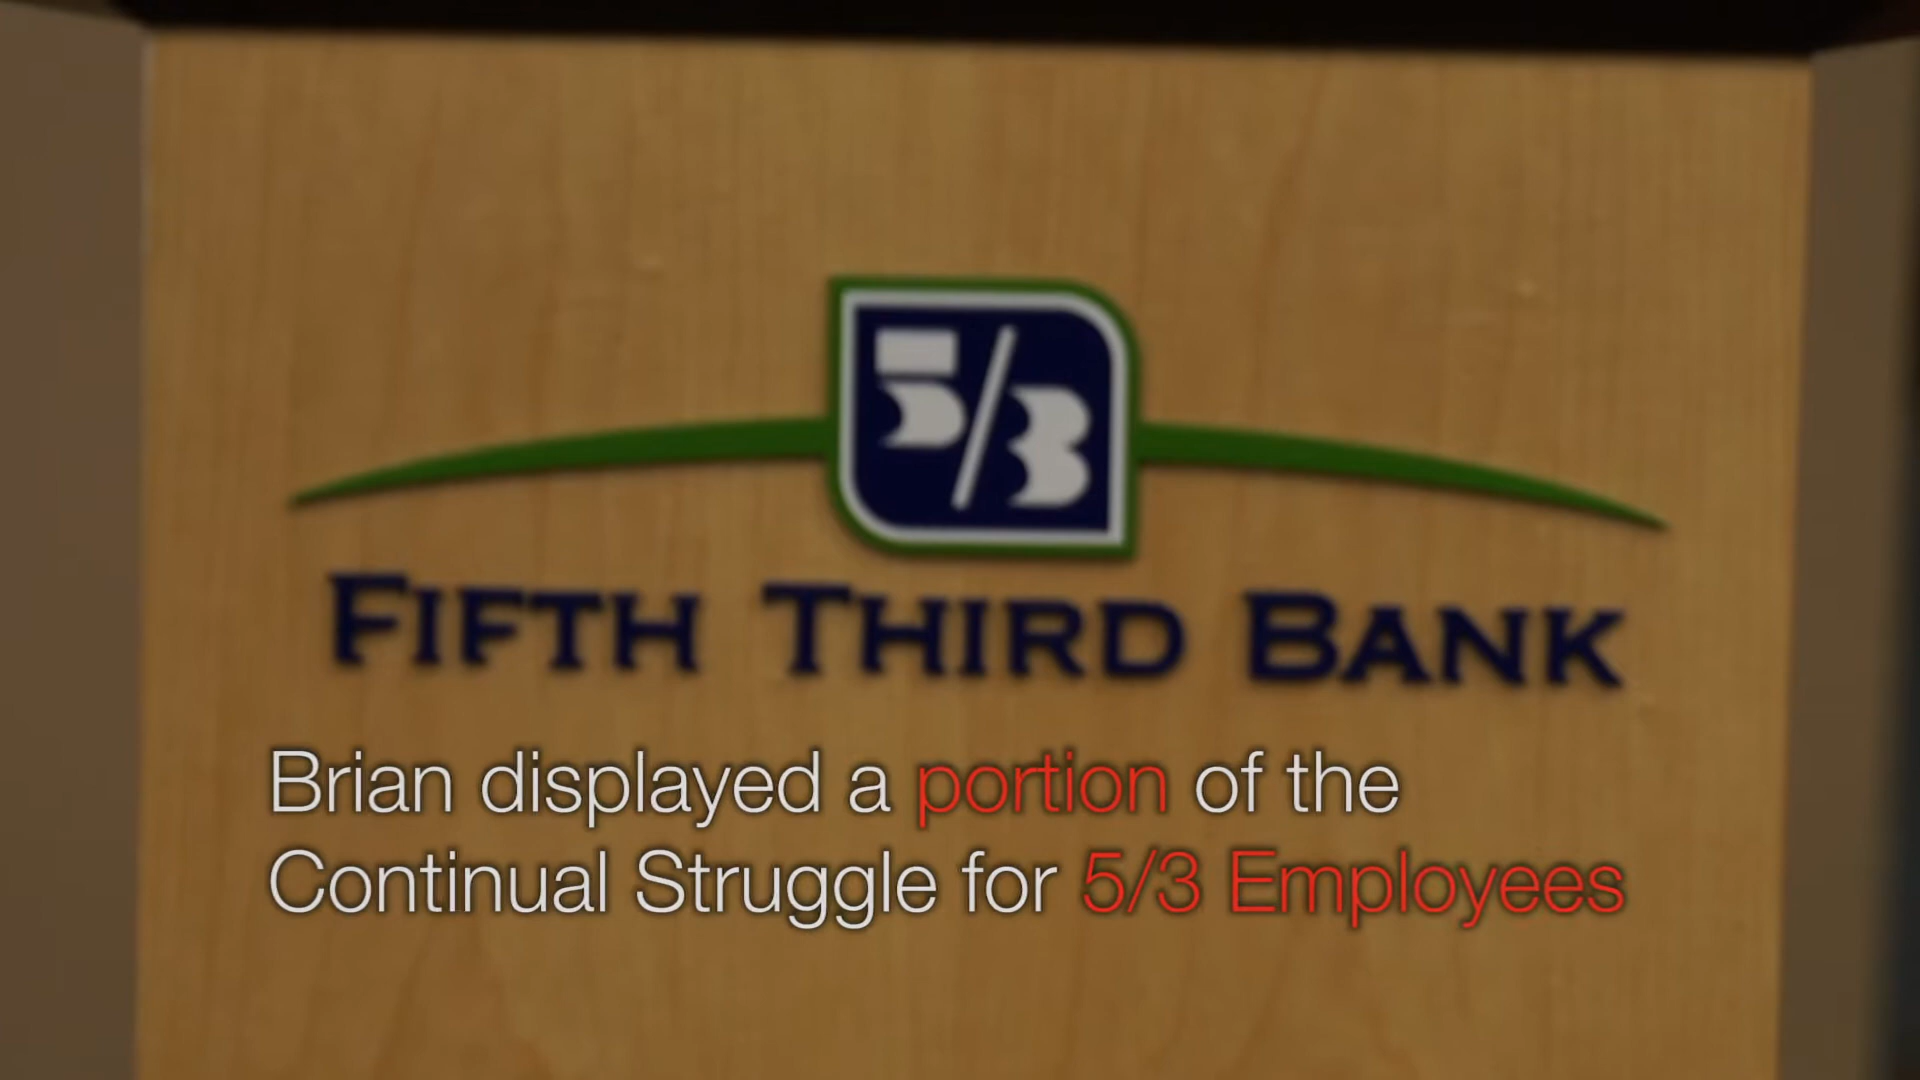 5/3
FIFTH THIRD BANK
Brian displayed a portion of the
Continual Struggle for 5/3 Employees